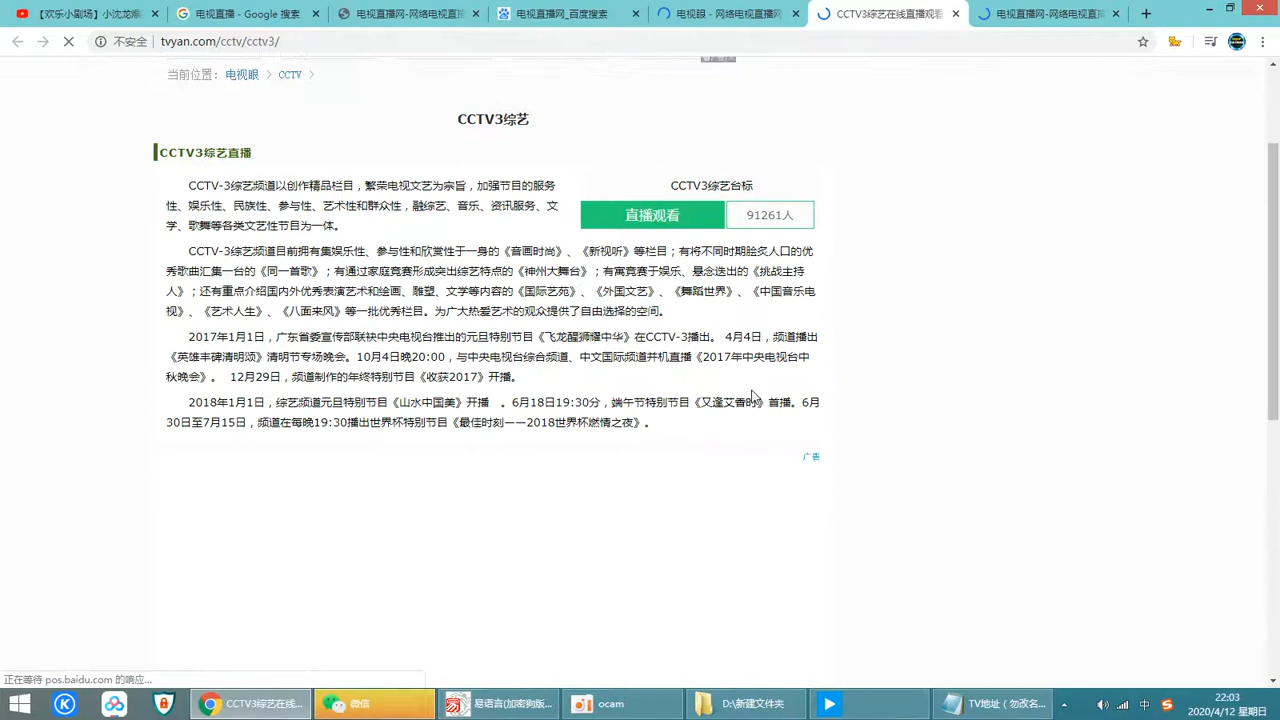 【欢乐小剧场】小沈龙爆
电视直播 - Google 搜索
电视直播网-网络电视直播
电视直播网_百度搜索
电视眼 - 网络电视直播网
CCTV3综艺在线直播观看
电视直播网-网络电视直播
不安全 tvyan.com/cctv/cctv3/
当前位置： 电视眼 > CCTV >
CCTV3综艺
CCTV3综艺直播
CCTV-3综艺频道以创作精品栏目，繁荣电视文艺为宗旨，加强节目的服务
性、娱乐性、民族性、参与性、艺术性和群众性，融综艺、音乐、资讯服务、文
学、歌舞等各类文艺性节目为一体。
CCTV3综艺台标
直播观看 91261人
CCTV-3综艺频道目前拥有集娱乐性、参与性和欣赏性于一身的《音画时尚》、《新视听》等栏目；有将不同时期脍炙人口的优
秀歌曲汇集一台的《同一首歌》；有通过家庭竞赛形成突出综艺特点的《神州大舞台》；有寓竞赛于娱乐、悬念迭出的《挑战主持
人》；还有重点介绍国内外优秀表演艺术和绘画、雕塑、文学等内容的《国际艺苑》、《外国文艺》、《舞蹈世界》、《中国音乐电
视》、《艺术人生》、《八面来风》等一批优秀栏目。为广大热爱艺术的观众提供了自由选择的空间。
2017年1月1日，广东省委宣传部联袂中央电视台推出的元旦特别节目《飞龙醒狮耀中华》在CCTV-3播出。 4月4日，频道播出
《英雄丰碑清明颂》清明节专场晚会。10月4日晚20:00，与中央电视台综合频道、中文国际频道并机直播《2017年中央电视台中
秋晚会》。 12月29日，频道制作的年终特别节目《收获2017》开播。
2018年1月1日，综艺频道元旦特别节目《山水中国美》开播 。6月18日19:30分，端午节特别节目《又逢艾香时》首播。6月
30日至7月15日，频道在每晚19:30播出世界杯特别节目《最佳时刻——2018世界杯燃情之夜》。
广告
正在等待 pos.baidu.com 的响应...
CCTV3综艺在线...
微信
易语言(加密狗版...
ocam
D:\新建文件夹
TV地址（勿改名...
中
22:03
2020/4/12 星期日